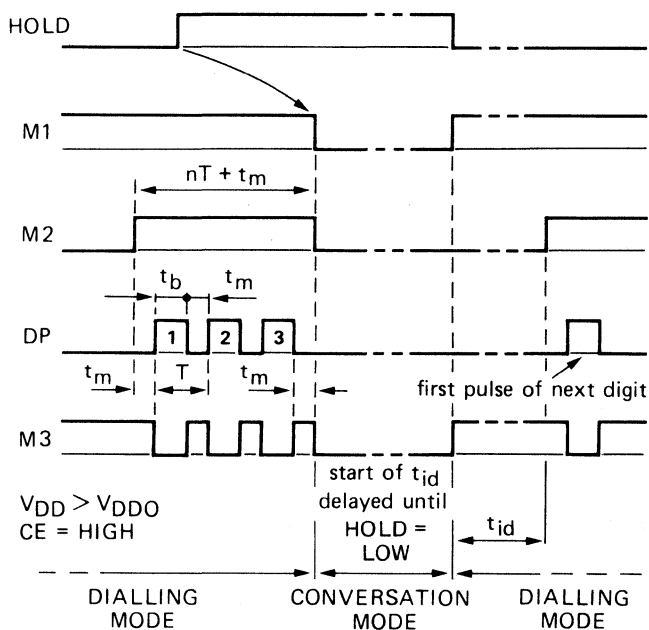 HOLD
M1
nT + tm
M2
tb
tm
DP
1
2
3
tm
T
tm
first pulse of next digit
M3
start of tid
delayed until
HOLD =
LOW
VDD > VDDO
CE = HIGH
tid
DIALLING
MODE
CONVERSATION
MODE
DIALLING
MODE